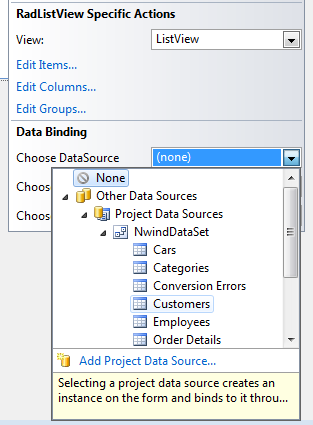 RadListView Specific Actions
View: ListView
Edit Items...
Edit Columns...
Edit Groups...
Data Binding
Choose DataSource (none)
Choo
Choo
None
Other Data Sources
Project Data Sources
NwindDataSet
Cars
Categories
Conversion Errors
Customers
Employees
Order Details
Add Project Data Source...
Selecting a project data source creates an
instance on the form and binds to it throu...